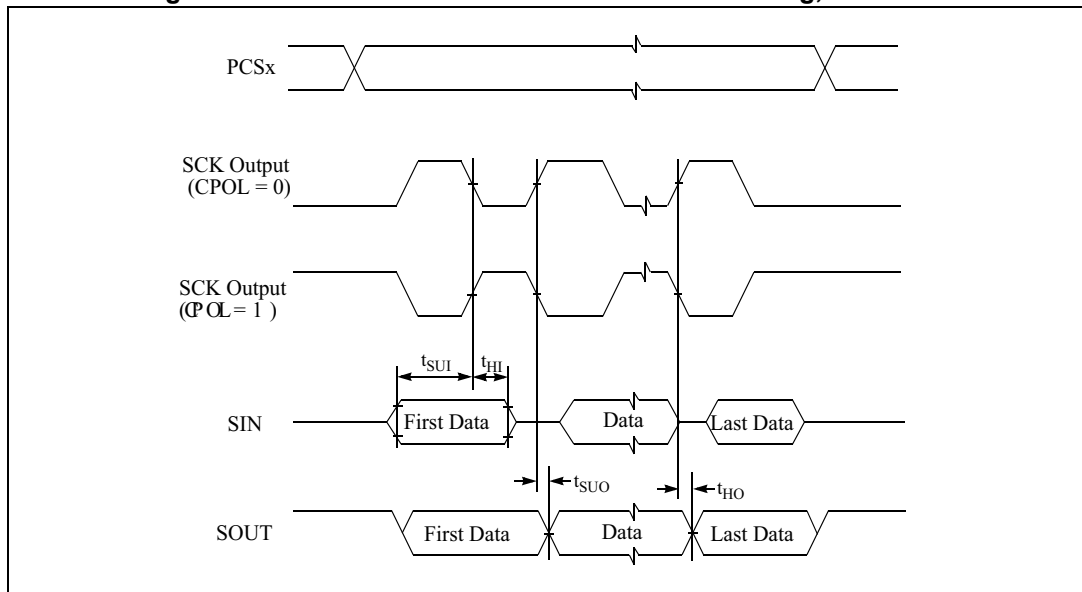 PCSx
SCK Output
(CPOL = 0)
SCK Output
(CPOL = 1 )
tSUI
tHI
SIN
First Data
Data
Last Data
tSUO
tHO
SOUT
First Data
Data
Last Data